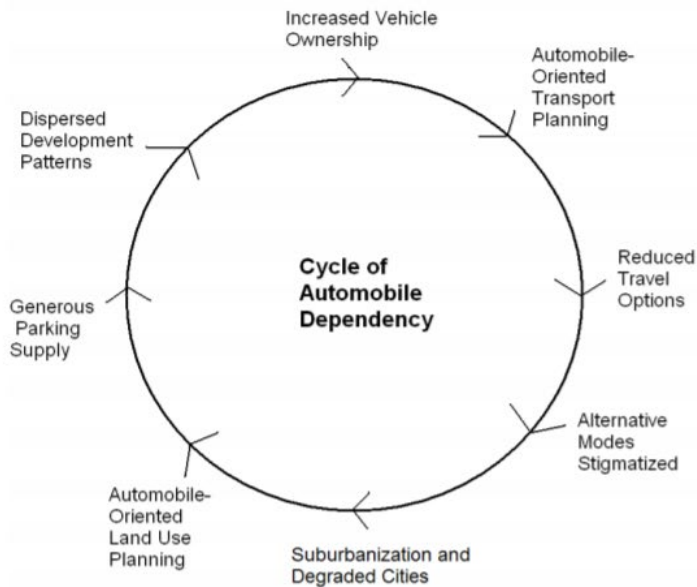 Increased Vehicle
Ownership
Automobile-
Oriented
Transport
Planning
Reduced
Travel
Options
Alternative
Modes
Stigmatized
Suburbanization and
Degraded Cities
Automobile-
Oriented
Land Use
Planning
Generous
Parking
Supply
Dispersed
Development
Patterns
Cycle of
Automobile
Dependency